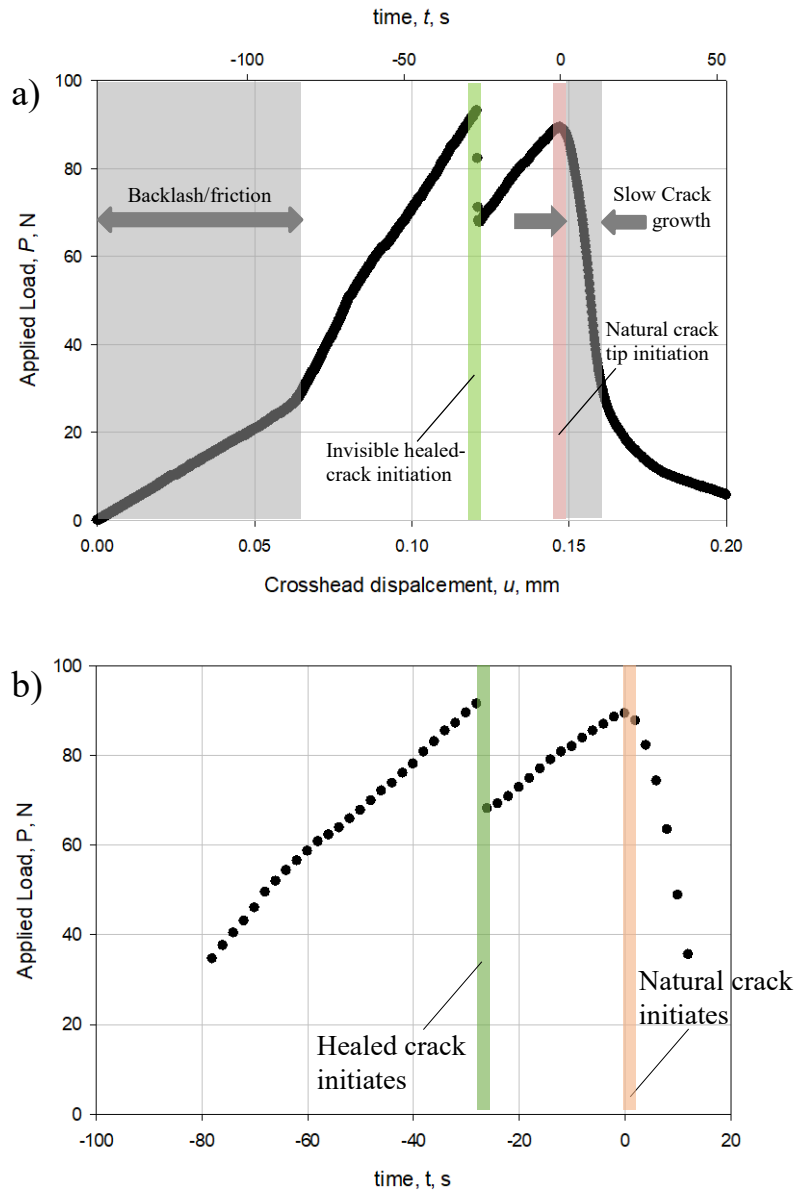 time, t, s
-100 -50 0 50
a)
100
80
60
40
20
0
Applied Load, P, N
Backlash/friction
Slow Crack
growth
Natural crack
tip initiation
Invisible healed-
crack initiation
0.00 0.05 0.10 0.15 0.20
Crosshead dispalcement, u, mm
b)
100
80
60
40
20
0
Applied Load, P, N
Natural crack
initiates
Healed crack
initiates
-100 -80 -60 -40 -20 0 20
time, t, s